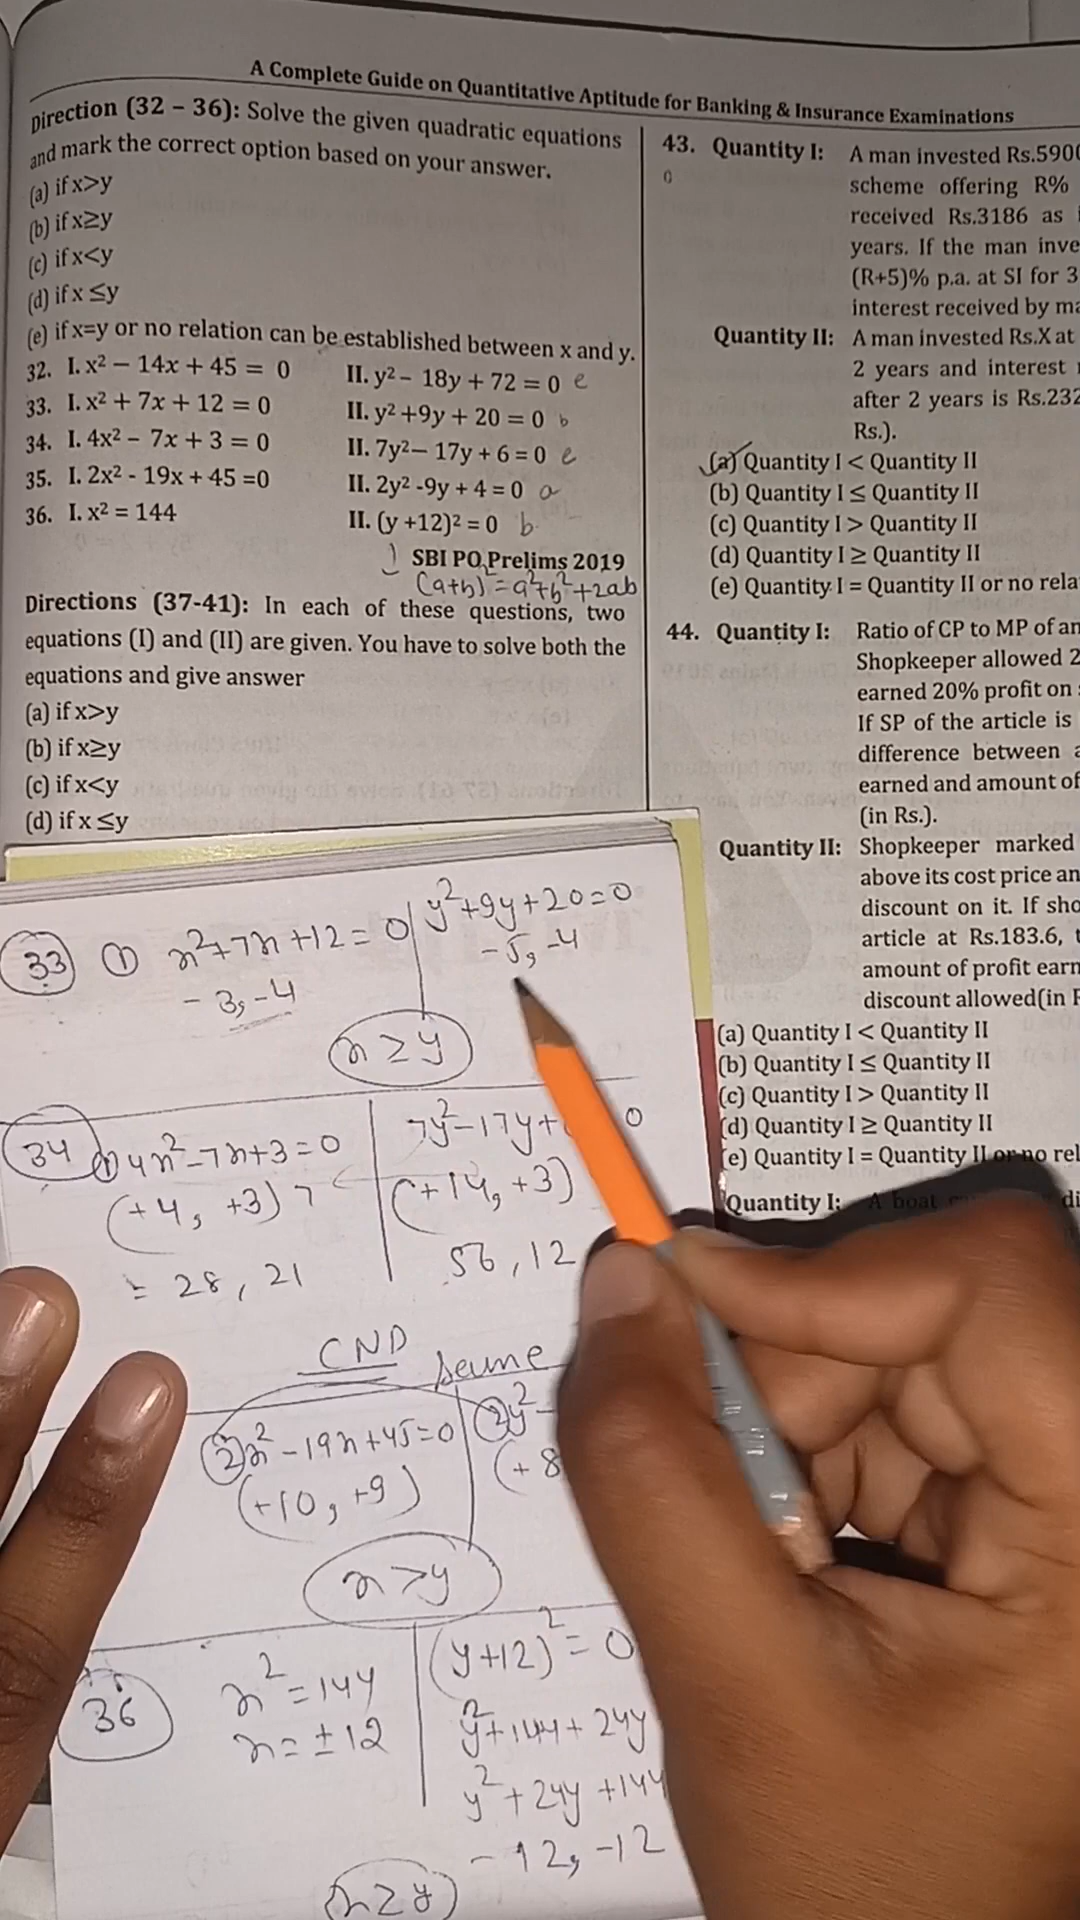 A Complete Guide on Quantitative Aptitude for Banking & Insurance Examinations
Direction (32 – 36): Solve the given quadratic equations
and mark the correct option based on your answer.
(a) if x>y
(b) if x≥y
(c) if x<y
(d) if x ≤y
(e) if x=y or no relation can be established between x and y.
32. I. x² – 14x + 45 = 0 II. y² – 18y + 72 = 0 e
33. I. x² + 7x + 12 = 0 II. y² +9y + 20 = 0 b
34. I. 4x² – 7x + 3 = 0 II. 7y² – 17y + 6 = 0 e
35. I. 2x² - 19x + 45 =0 II. 2y² -9y + 4 = 0 a
36. I. x² = 144 II. (y +12)² = 0 b
SBI PO Prelims 2019
(a+b)² = a²+b²+2ab
Directions (37-41): In each of these questions, two
equations (I) and (II) are given. You have to solve both the
equations and give answer
(a) if x>y
(b) if x≥y
(c) if x<y
(d) if x ≤y
43. Quantity I: A man invested Rs.590
scheme offering R%
received Rs.3186 as
years. If the man inve
(R+5)% p.a. at SI for 3
interest received by ma
Quantity II: A man invested Rs.X at
2 years and interest
after 2 years is Rs.232
Rs.).
(a) Quantity I < Quantity II
(b) Quantity I ≤ Quantity II
(c) Quantity I > Quantity II
(d) Quantity I ≥ Quantity II
(e) Quantity I = Quantity II or no rela
44. Quantity I: Ratio of CP to MP of an
Shopkeeper allowed 2
earned 20% profit on
If SP of the article is
difference between a
earned and amount of
(in Rs.).
Quantity II: Shopkeeper marked
above its cost price an
discount on it. If sho
article at Rs.183.6, t
amount of profit earn
discount allowed(in R
(a) Quantity I < Quantity II
(b) Quantity I ≤ Quantity II
(c) Quantity I > Quantity II
(d) Quantity I ≥ Quantity II
(e) Quantity I = Quantity II or no rel
Quantity I: A boat
33 ① x²+7x+12=0 y²+9y+20=0
-3, -4 -5, -4
x ≥ y
34 ① 4x²-7x+3=0 7y²-17y+ 0
(+4, +3) 7 (+14, +3)
= 28, 21 56, 12
CND
Same
2x²-19x+45=0 2y²-
(+10, +9) (+8
x > y
36 x²=144 (y+12)²=0
x=±12 y²+144+24y
y²+24y+144
-12, -12
x ≥ y